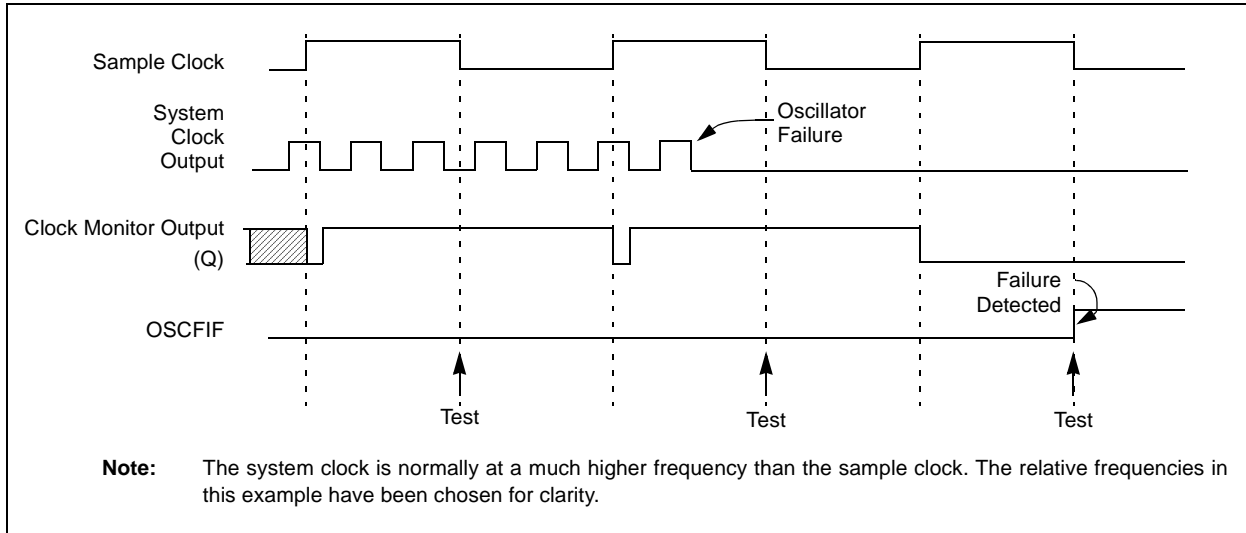 Sample Clock
System
Clock
Output
Oscillator
Failure
Clock Monitor Output
(Q)
Failure
Detected
OSCFIF
Test
Test
Test
Note: The system clock is normally at a much higher frequency than the sample clock. The relative frequencies in
this example have been chosen for clarity.